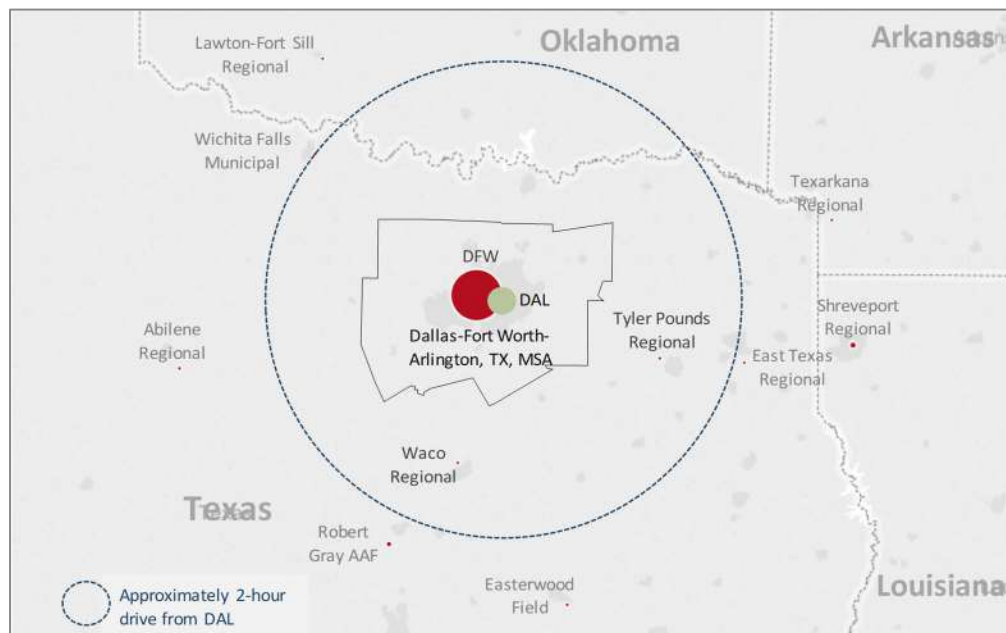 Lawton-Fort Sill
Regional
Oklahoma
Arkansas
Wichita Falls
Municipal
Texarkana
Regional
DFW
DAL
Dallas-Fort Worth-
Arlington, TX, MSA
Tyler Pounds
Regional
Shreveport
Regional
East Texas
Regional
Abilene
Regional
Waco
Regional
Texas
Robert
Gray AAF
Easterwood
Field
Louisiana
Approximately 2-hour
drive from DAL